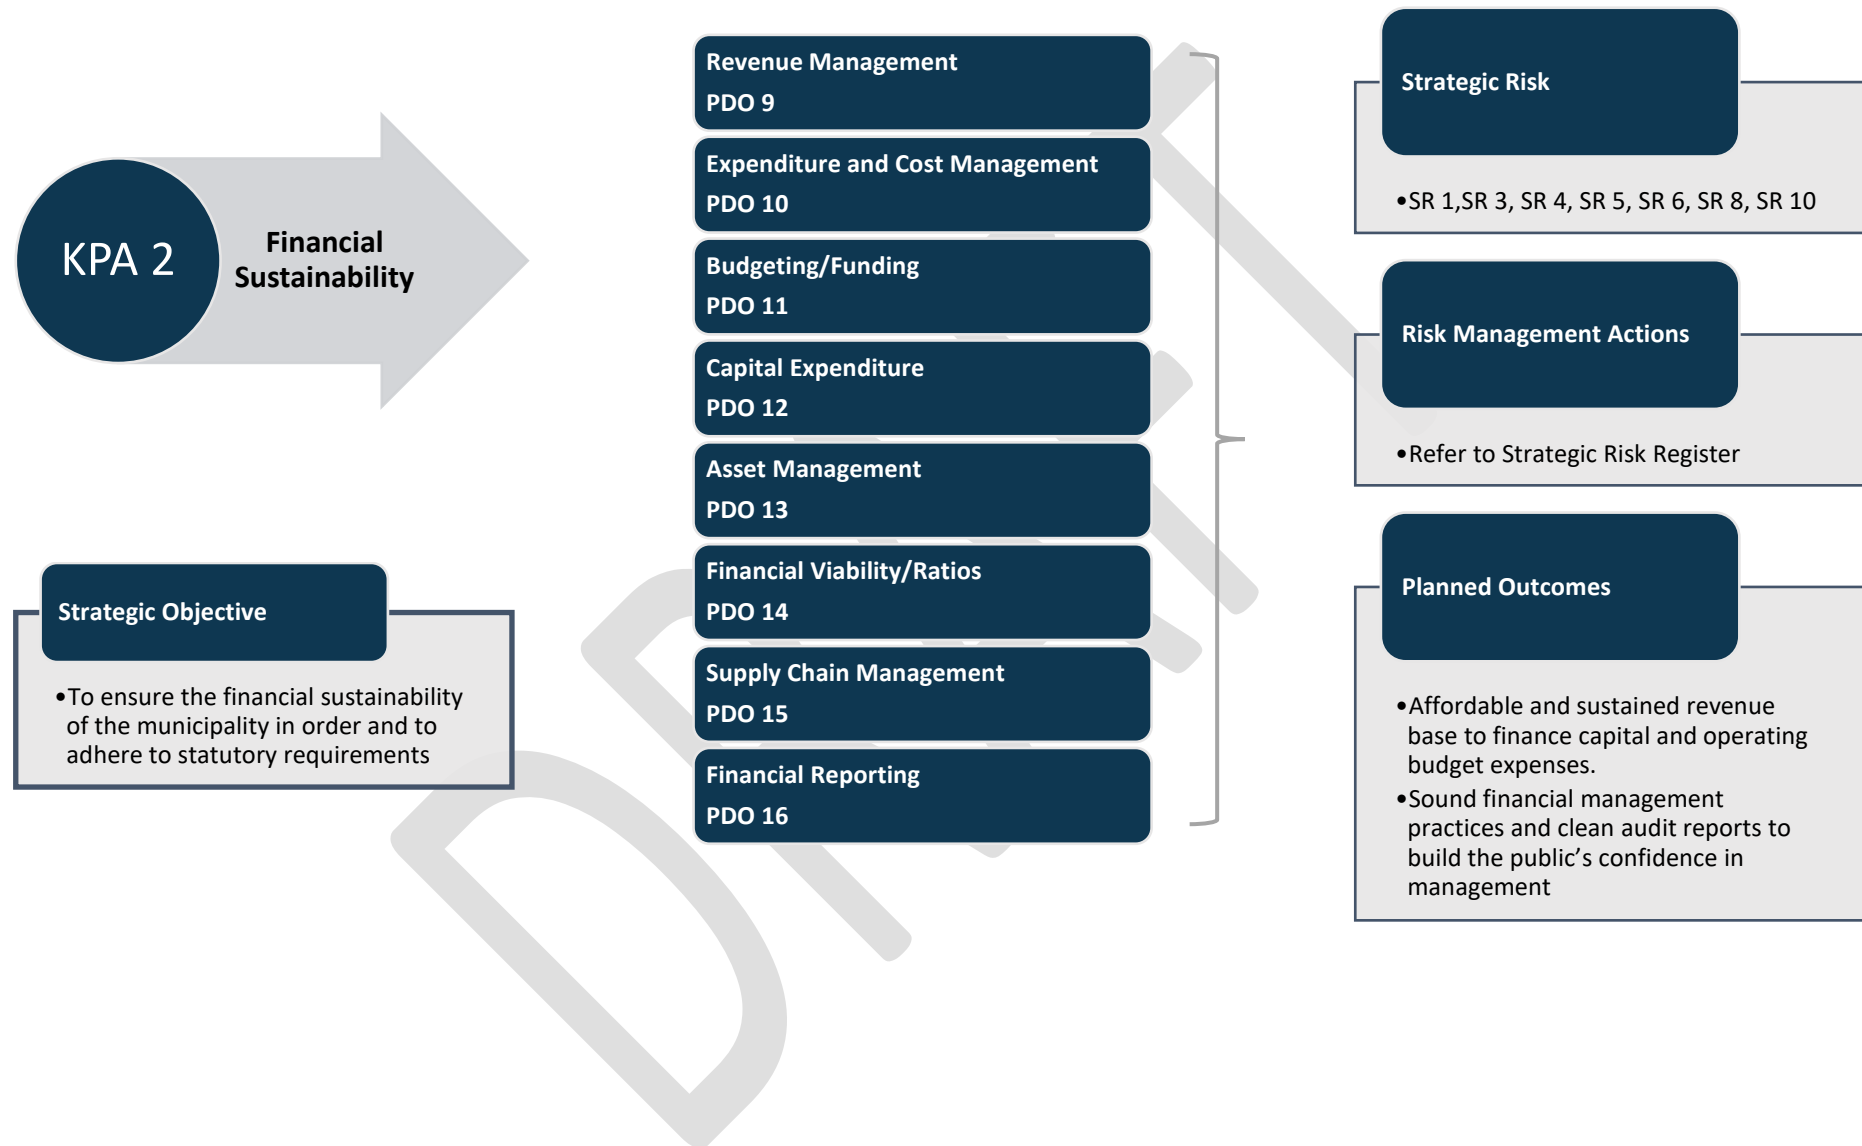 KPA 2
Financial
Sustainability
Strategic Objective
•To ensure the financial sustainability
of the municipality in order and to
adhere to statutory requirements
Revenue Management
PDO 9
Expenditure and Cost Management
PDO 10
Budgeting/Funding
PDO 11
Capital Expenditure
PDO 12
Asset Management
PDO 13
Financial Viability/Ratios
PDO 14
Supply Chain Management
PDO 15
Financial Reporting
PDO 16
Strategic Risk
•SR 1,SR 3, SR 4, SR 5, SR 6, SR 8, SR 10
Risk Management Actions
•Refer to Strategic Risk Register
Planned Outcomes
•Affordable and sustained revenue
base to finance capital and operating
budget expenses.
•Sound financial management
practices and clean audit reports to
build the public’s confidence in
management
DRAFT